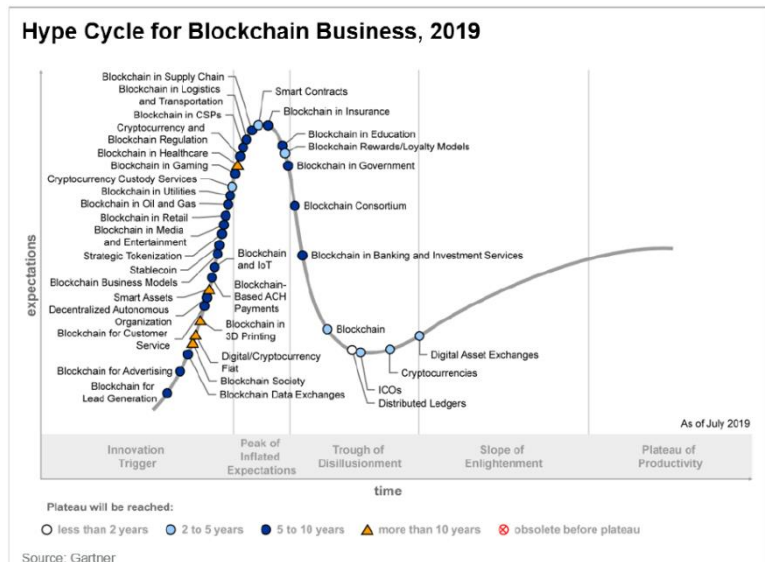 Hype Cycle for Blockchain Business, 2019
Blockchain in Supply Chain
Blockchain in Logistics
and Transportation
Blockchain in CSPs
Cryptocurrency and
Blockchain Regulation
Blockchain in Healthcare
Blockchain in Gaming
Cryptocurrency Custody Services
Blockchain in Utilities
Blockchain in Oil and Gas
Blockchain in Retail
Blockchain in Media
and Entertainment
Strategic Tokenization
Stablecoin
Blockchain Business Models
Smart Assets
Decentralized Autonomous
Organization
Blockchain for Customer
Service
Blockchain for Advertising
Blockchain for
Lead Generation
Smart Contracts
Blockchain in Insurance
Blockchain in Education
Blockchain Rewards/Loyalty Models
Blockchain in Government
Blockchain Consortium
Blockchain in Banking and Investment Services
Blockchain
and IoT
Blockchain-
Based ACH
Payments
Blockchain in
3D Printing
Digital/Cryptocurrency
Fiat
Blockchain Society
Blockchain Data Exchanges
Blockchain
Digital Asset Exchanges
Cryptocurrencies
ICOs
Distributed Ledgers
expectations
As of July 2019
Innovation
Trigger
Peak of
Inflated
Expectations
Trough of
Disillusionment
Slope of
Enlightenment
Plateau of
Productivity
time
Plateau will be reached:
less than 2 years
2 to 5 years
5 to 10 years
more than 10 years
obsolete before plateau
Source: Gartner